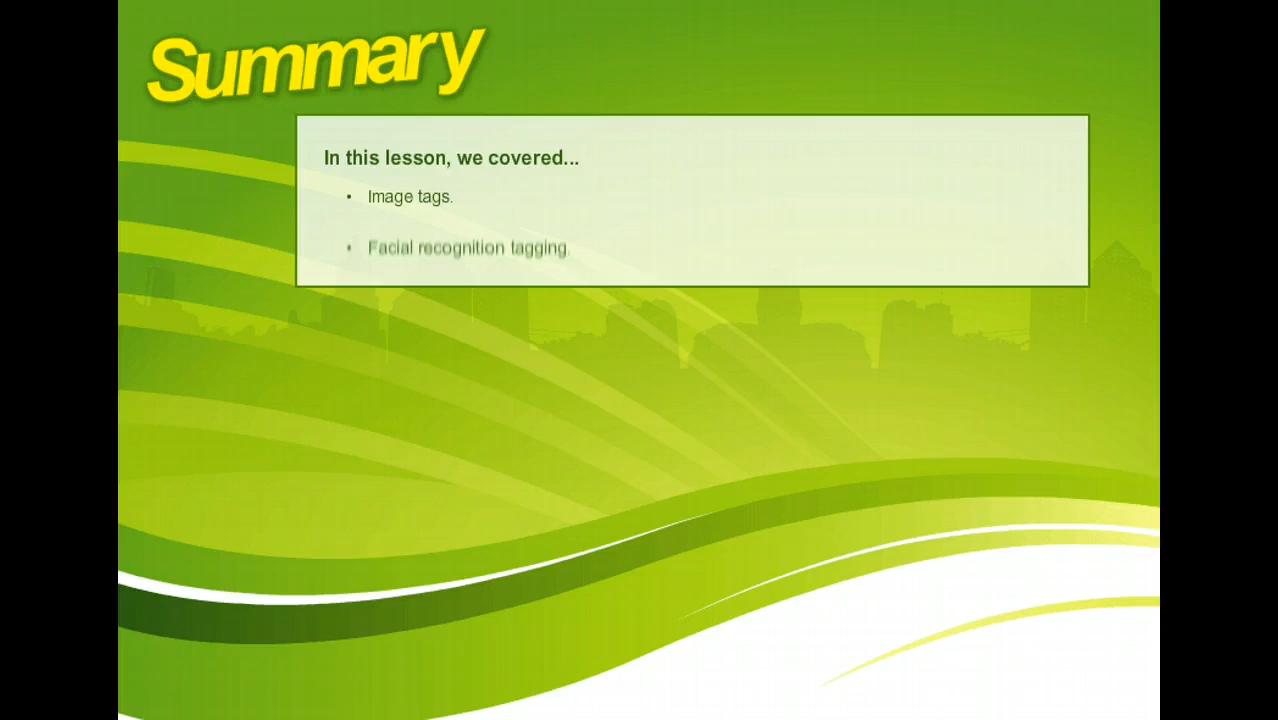 Summary
In this lesson, we covered...
• Image tags.
• Facial recognition tagging.